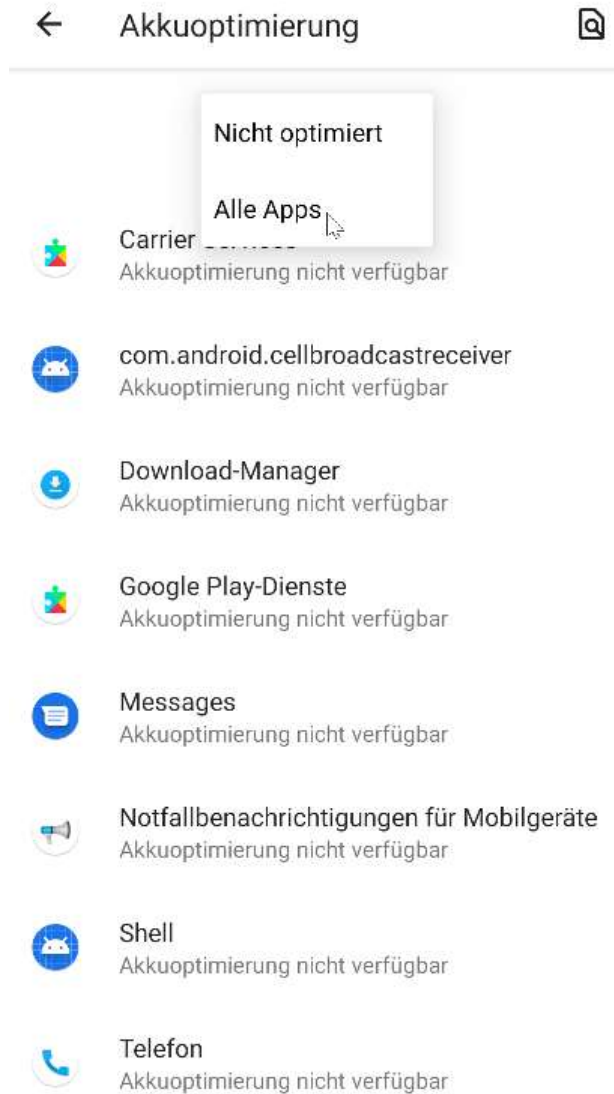 Akkuoptimierung
Nicht optimiert
Alle Apps
Carrier
Akkuoptimierung nicht verfügbar
com.android.cellbroadcastreceiver
Akkuoptimierung nicht verfügbar
Download-Manager
Akkuoptimierung nicht verfügbar
Google Play-Dienste
Akkuoptimierung nicht verfügbar
Messages
Akkuoptimierung nicht verfügbar
Notfallbenachrichtigungen für Mobilgeräte
Akkuoptimierung nicht verfügbar
Shell
Akkuoptimierung nicht verfügbar
Telefon
Akkuoptimierung nicht verfügbar